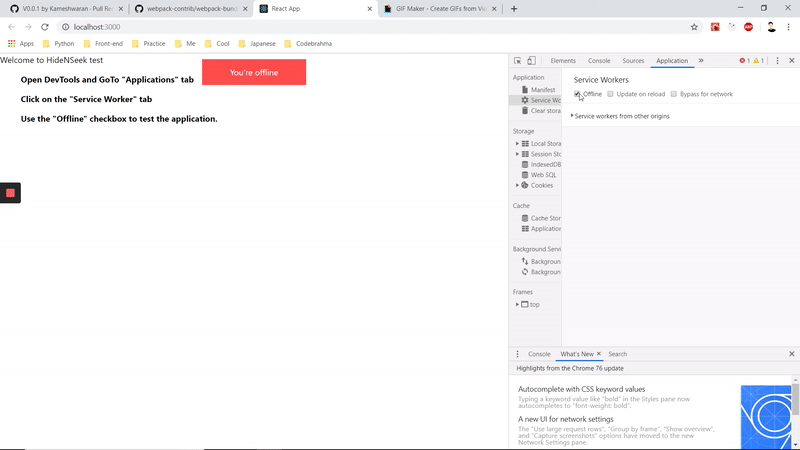 V0.0.1 by Kameshwaran · Pull Re
webpack-contrib/webpack-bund
React App
GIF Maker - Create GIFs from Vid
localhost:3000
ABP
Apps
Python
Front-end
Practice
Me
Cool
Japanese
Codebrahma
Welcome to HideNSeek test
You're offline
Open DevTools and GoTo "Applications" tab
Click on the "Service Worker" tab
Use the "Offline" checkbox to test the application.
Elements
Console
Sources
Application
1
1
Application
Manifest
Service Wo
Clear stora
Storage
Local Stora
Session Sto
IndexedDB
Web SQL
Cookies
Cache
Cache Stor
Application
Background Servi
Backgroun
Backgroun
Frames
top
Service Workers
Offline
Update on reload
Bypass for network
Service workers from other origins
Console
What's New
Search
Highlights from the Chrome 76 update
Autocomplete with CSS keyword values
Typing a keyword value like "bold" in the Styles pane now
autocompletes to "font-weight: bold".
A new UI for network settings
The "Use large request rows", "Group by frame", "Show overview",
and "Capture screenshots" options have moved to the new
Network Settings pane.